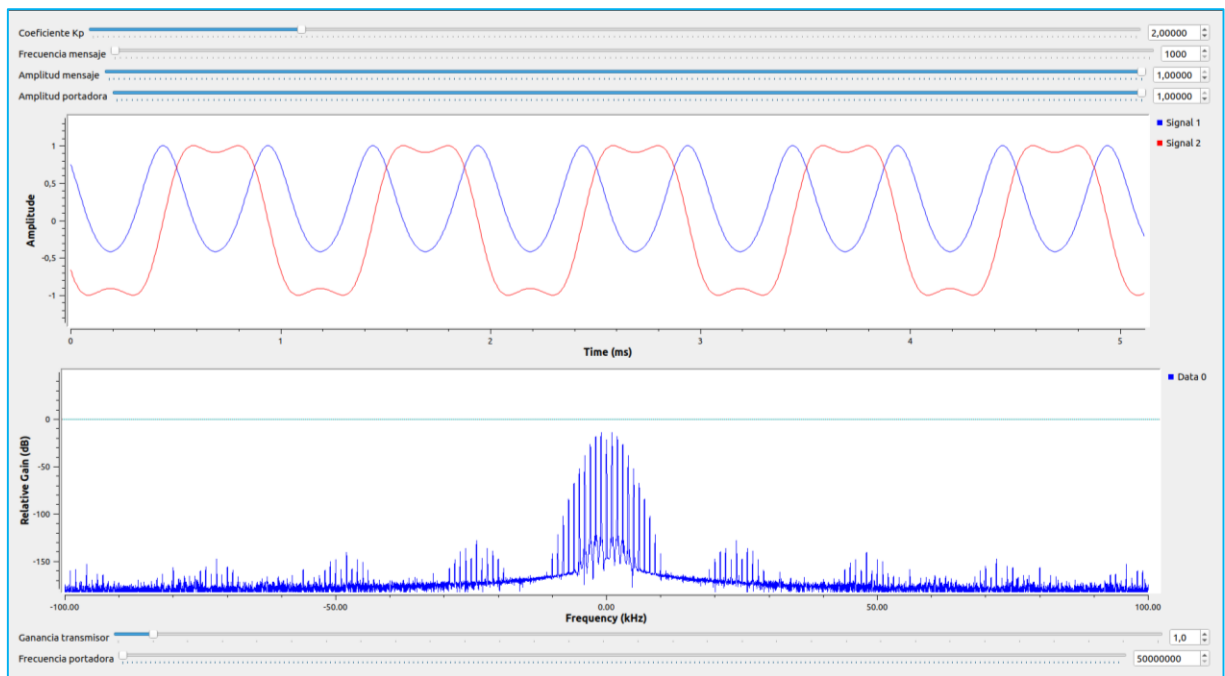 Coeficiente Kp 2,00000
Frecuencia mensaje 1000
Amplitud mensaje 1,00000
Amplitud portadora 1,00000
Signal 1
Signal 2
1
0,5
0
-0,5
-1
Amplitude
0 1 2 3 4 5
Time (ms)
Data 0
0
-50
-100
-150
Relative Gain (dB)
-100.00 -50.00 0.00 50.00 100.00
Frequency (kHz)
Ganancia transmisor 1,0
Frecuencia portadora 50000000